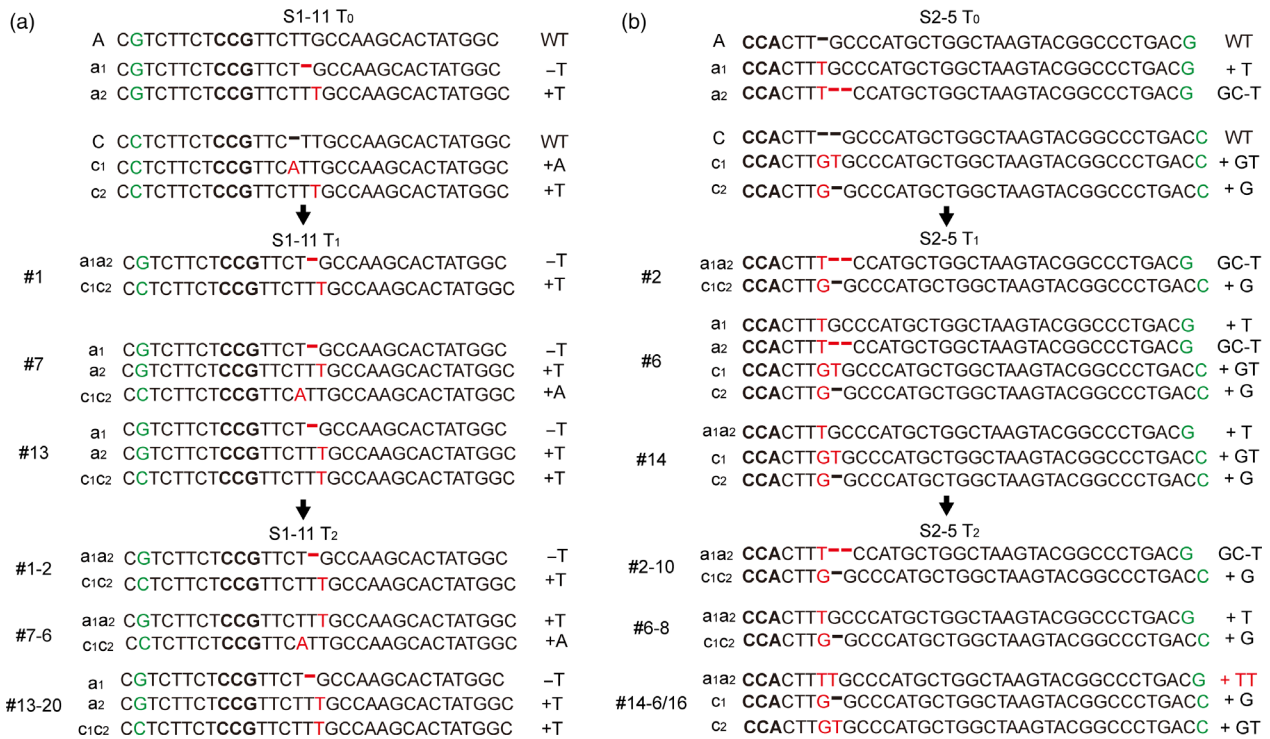 (a)
S1-11 T0
A CGTCTTCTCCGTTCTTGCCAAGCACTATGGC WT
a1 CGTCTTCTCCGTTCT–GCCAAGCACTATGGC –T
a2 CGTCTTCTCCGTTCTTTGCCAAGCACTATGGC +T
C CCTCTTCTCCGTTC–TTGCCAAGCACTATGGC WT
c1 CCTCTTCTCCGTTCATTGCCAAGCACTATGGC +A
c2 CCTCTTCTCCGTTCTTTGCCAAGCACTATGGC +T
S1-11 T1
#1
a1a2 CGTCTTCTCCGTTCT–GCCAAGCACTATGGC –T
c1c2 CCTCTTCTCCGTTCTTTGCCAAGCACTATGGC +T
#7
a1 CGTCTTCTCCGTTCT–GCCAAGCACTATGGC –T
a2 CGTCTTCTCCGTTCTTTGCCAAGCACTATGGC +T
c1c2 CCTCTTCTCCGTTCATTGCCAAGCACTATGGC +A
#13
a1 CGTCTTCTCCGTTCT–GCCAAGCACTATGGC –T
a2 CGTCTTCTCCGTTCTTTGCCAAGCACTATGGC +T
c1c2 CCTCTTCTCCGTTCTTTGCCAAGCACTATGGC +T
S1-11 T2
#1-2
a1a2 CGTCTTCTCCGTTCT–GCCAAGCACTATGGC –T
c1c2 CCTCTTCTCCGTTCTTTGCCAAGCACTATGGC +T
#7-6
a1a2 CGTCTTCTCCGTTCTTTGCCAAGCACTATGGC +T
c1c2 CCTCTTCTCCGTTCATTGCCAAGCACTATGGC +A
#13-20
a1 CGTCTTCTCCGTTCT–GCCAAGCACTATGGC –T
a2 CGTCTTCTCCGTTCTTTGCCAAGCACTATGGC +T
c1c2 CCTCTTCTCCGTTCTTTGCCAAGCACTATGGC +T
(b)
S2-5 T0
A CCACTT–GCCCATGCTGGCTAAGTACGGCCCTGACG WT
a1 CCACTTTGCCCATGCTGGCTAAGTACGGCCCTGACG + T
a2 CCACTTT––CCATGCTGGCTAAGTACGGCCCTGACG GC-T
C CCACTT––GCCCATGCTGGCTAAGTACGGCCCTGACC WT
c1 CCACTTGTGCCCATGCTGGCTAAGTACGGCCCTGACC + GT
c2 CCACTTG–GCCCATGCTGGCTAAGTACGGCCCTGACC + G
S2-5 T1
#2
a1a2 CCACTTT––CCATGCTGGCTAAGTACGGCCCTGACG GC-T
c1c2 CCACTTG–GCCCATGCTGGCTAAGTACGGCCCTGACC + G
#6
a1 CCACTTTGCCCATGCTGGCTAAGTACGGCCCTGACG + T
a2 CCACTTT––CCATGCTGGCTAAGTACGGCCCTGACG GC-T
c1 CCACTTGTGCCCATGCTGGCTAAGTACGGCCCTGACC + GT
c2 CCACTTG–GCCCATGCTGGCTAAGTACGGCCCTGACC + G
#14
a1a2 CCACTTTGCCCATGCTGGCTAAGTACGGCCCTGACG + T
c1 CCACTTGTGCCCATGCTGGCTAAGTACGGCCCTGACC + GT
c2 CCACTTG–GCCCATGCTGGCTAAGTACGGCCCTGACC + G
S2-5 T2
#2-10
a1a2 CCACTTT––CCATGCTGGCTAAGTACGGCCCTGACG GC-T
c1c2 CCACTTG–GCCCATGCTGGCTAAGTACGGCCCTGACC + G
#6-8
a1a2 CCACTTTGCCCATGCTGGCTAAGTACGGCCCTGACG + T
c1c2 CCACTTG–GCCCATGCTGGCTAAGTACGGCCCTGACC + G
#14-6/16
a1a2 CCACTTTTGCCCATGCTGGCTAAGTACGGCCCTGACG + TT
c1 CCACTTG–GCCCATGCTGGCTAAGTACGGCCCTGACC + G
c2 CCACTTGTGCCCATGCTGGCTAAGTACGGCCCTGACC + GT